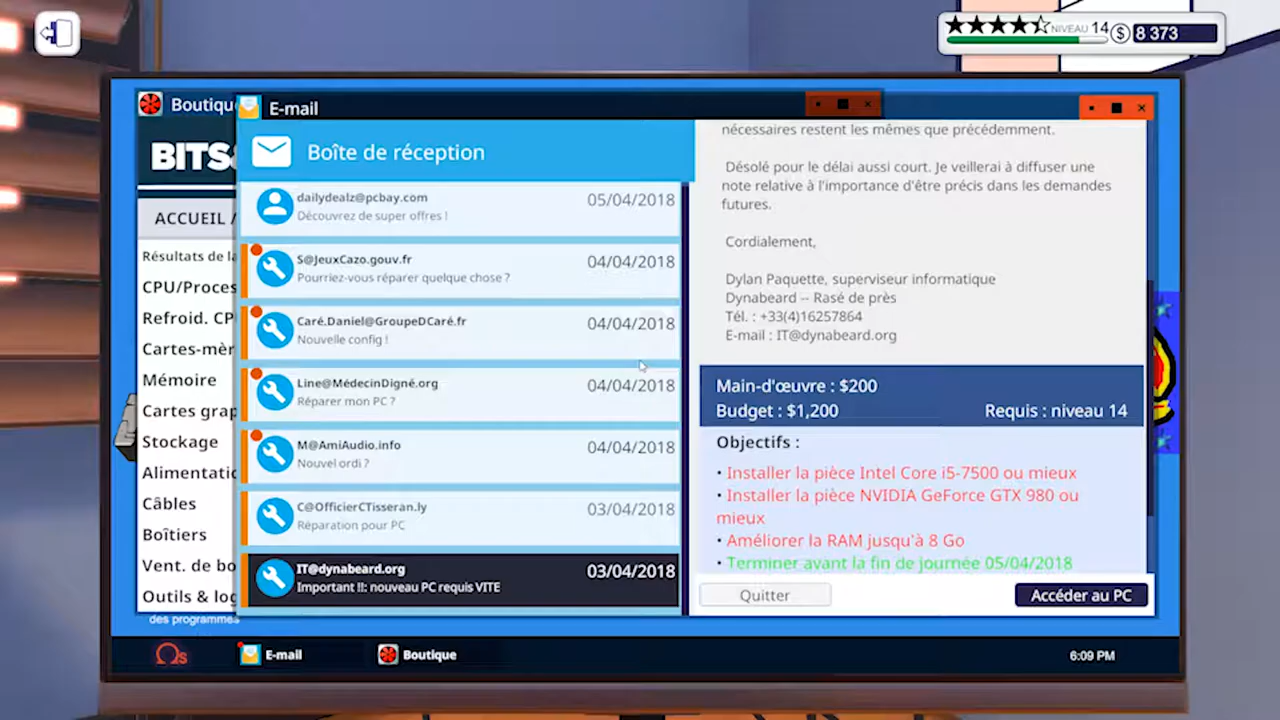 NIVEAU 14
8 373
Boutique
E-mail
BITS
ACCUEIL /
Résultats de la
CPU/Proces
Refroid. CP
Cartes-mèr
Mémoire
Cartes grap
Stockage
Alimentatio
Câbles
Boîtiers
Vent. de bo
Outils & log
des programmes
Boîte de réception
dailydealz@pcbay.com
05/04/2018
Découvrez de super offres !
S@JeuxCazo.gouv.fr
04/04/2018
Pourriez-vous réparer quelque chose ?
Caré.Daniel@GroupeDCaré.fr
04/04/2018
Nouvelle config !
Line@MédecinDigné.org
04/04/2018
Réparer mon PC ?
M@AmiAudio.info
04/04/2018
Nouvel ordi ?
C@OfficierCTisseran.ly
03/04/2018
Réparation pour PC
IT@dynabeard.org
03/04/2018
Important !!: nouveau PC requis VITE
nécessaires restent les mêmes que précédemment.
Désolé pour le délai aussi court. Je veillerai à diffuser une
note relative à l'importance d'être précis dans les demandes
futures.
Cordialement,
Dylan Paquette, superviseur informatique
Dynabeard -- Rasé de près
Tél. : +33(4)16257864
E-mail : IT@dynabeard.org
Main-d'œuvre : $200
Budget : $1,200
Requis : niveau 14
Objectifs :
• Installer la pièce Intel Core i5-7500 ou mieux
• Installer la pièce NVIDIA GeForce GTX 980 ou
mieux
• Améliorer la RAM jusqu'à 8 Go
• Terminer avant la fin de journée 05/04/2018
Quitter
Accéder au PC
E-mail
Boutique
6:09 PM